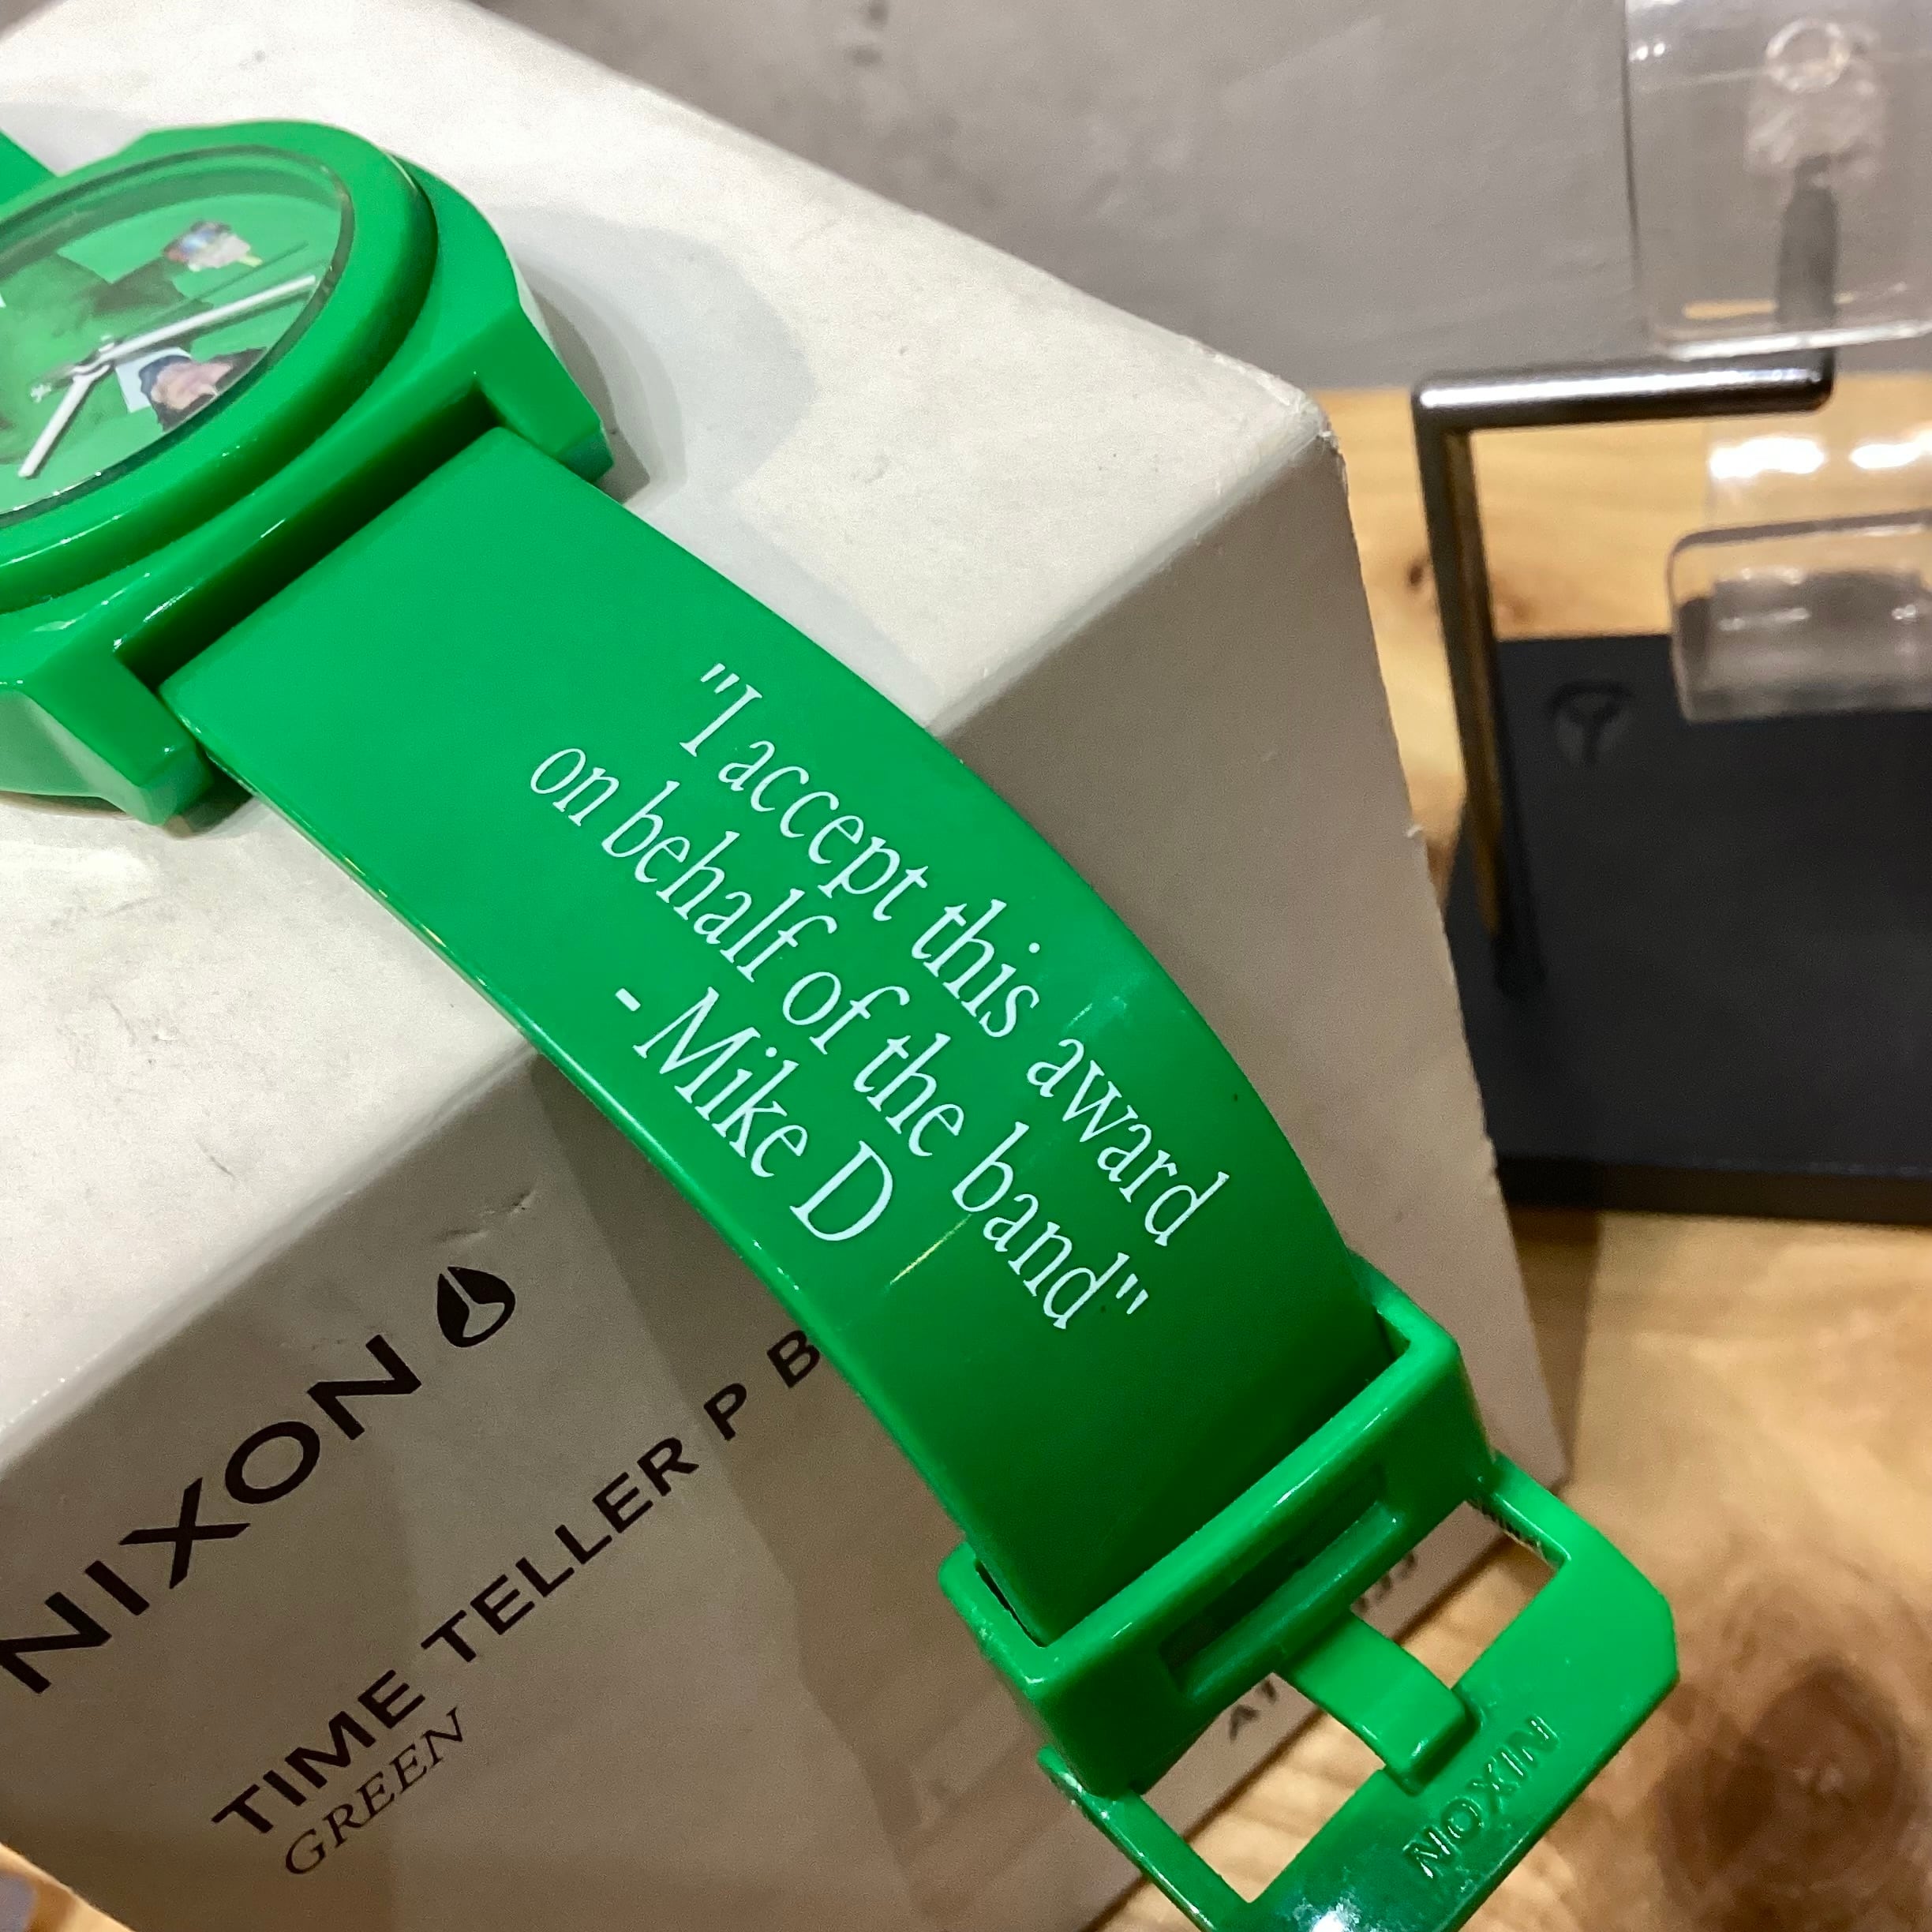 "I accept this award
on behalf of the band"
- Mike D
NIXON
TIME TELLER P B
GREEN
NIXON